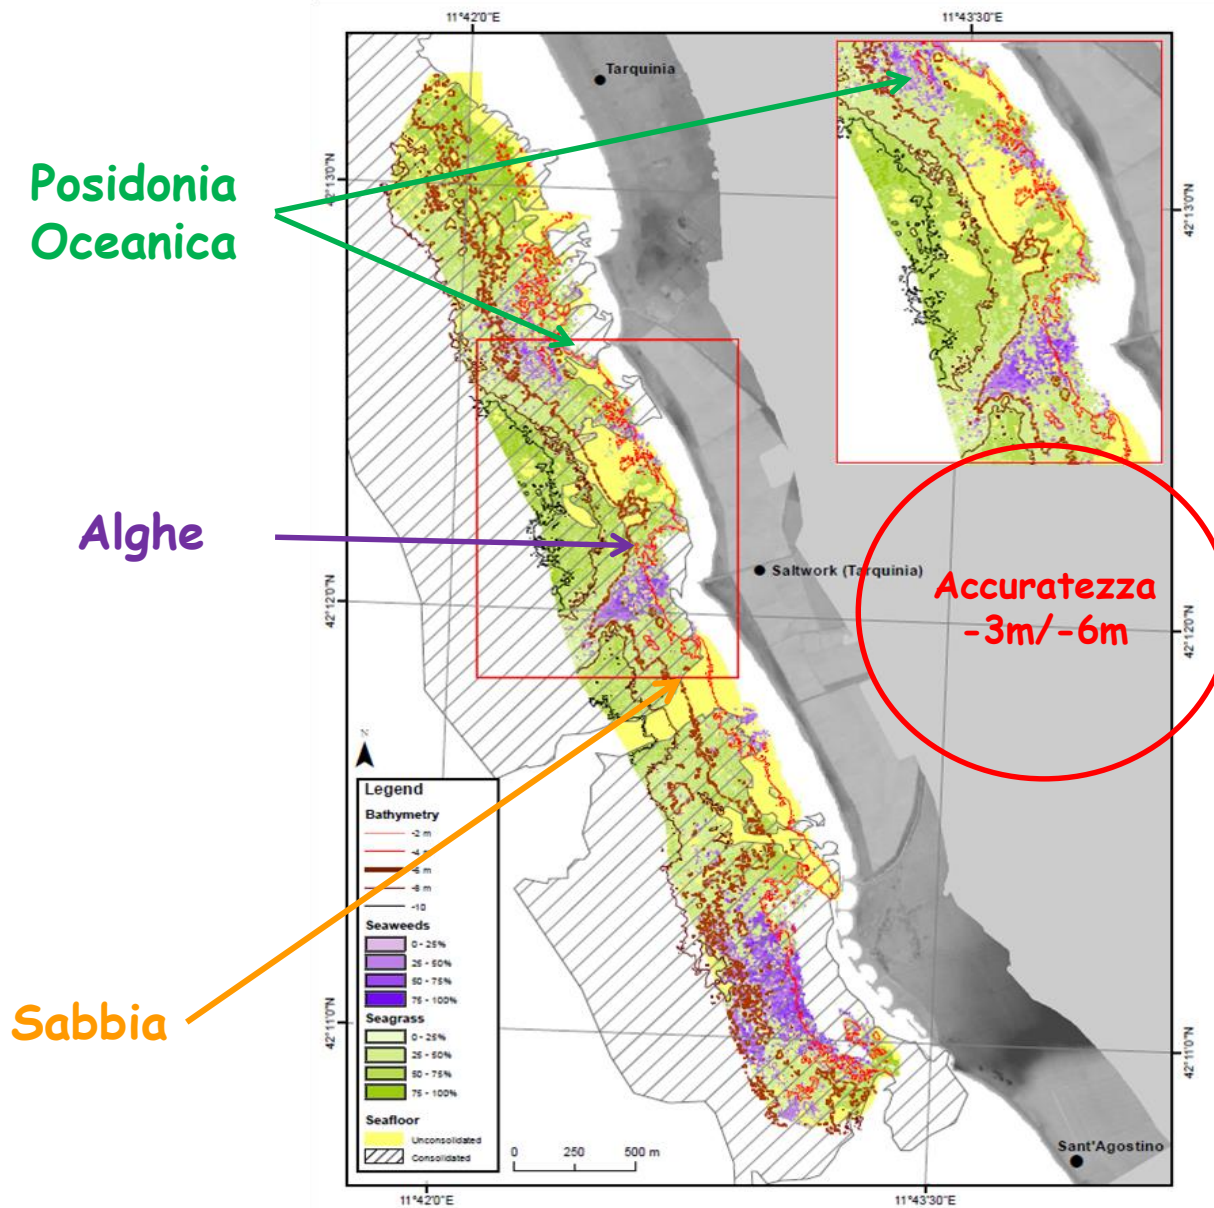 11°42'0"E
11°43'30"E
Tarquinia
42°13'0"N
42°13'0"N
Posidonia
Oceanica
Alghe
Saltwork (Tarquinia)
Accuratezza
-3m/-6m
42°12'0"N
42°12'0"N
N
Legend
Bathymetry
-2 m
-4 m
-6 m
-8 m
-10
Seaweeds
0 - 25%
25 - 50%
50 - 75%
75 - 100%
Seagrass
0 - 25%
25 - 50%
50 - 75%
75 - 100%
Seafloor
Unconsolidated
Consolidated
Sabbia
42°11'0"N
42°11'0"N
0 250 500 m
Sant'Agostino
11°42'0"E
11°43'30"E